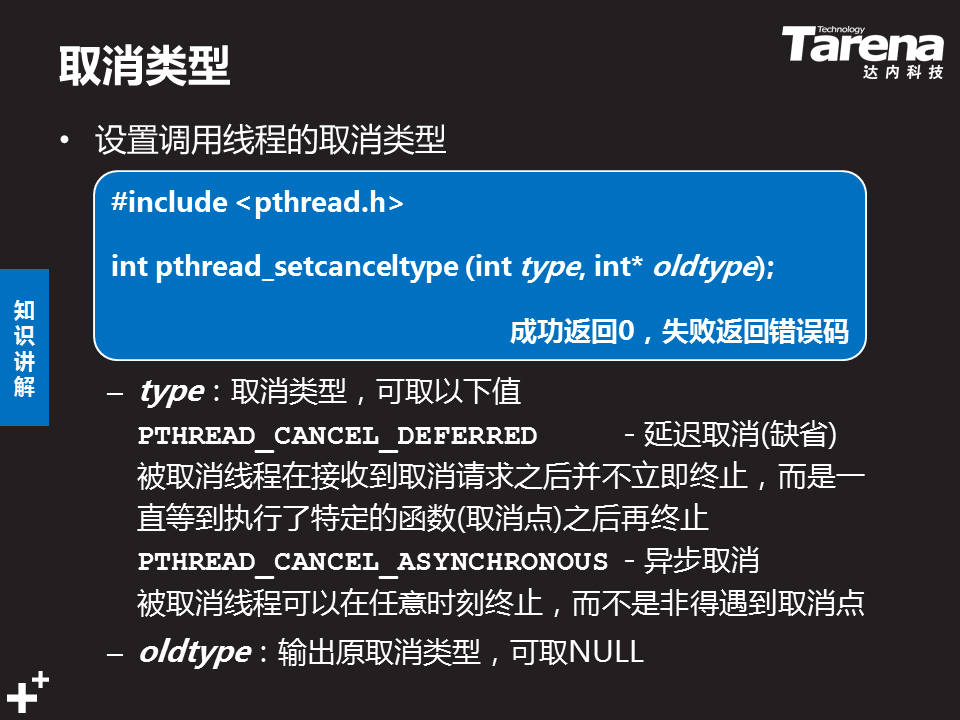 取消类型
Technology
Tarena
达内科技
• 设置调用线程的取消类型
#include <pthread.h>
int pthread_setcanceltype (int type, int* oldtype);
成功返回0，失败返回错误码
知识讲解
– type：取消类型，可取以下值
PTHREAD_CANCEL_DEFERRED - 延迟取消(缺省)
被取消线程在接收到取消请求之后并不立即终止，而是一
直等到执行了特定的函数(取消点)之后再终止
PTHREAD_CANCEL_ASYNCHRONOUS - 异步取消
被取消线程可以在任意时刻终止，而不是非得遇到取消点
– oldtype：输出原取消类型，可取NULL